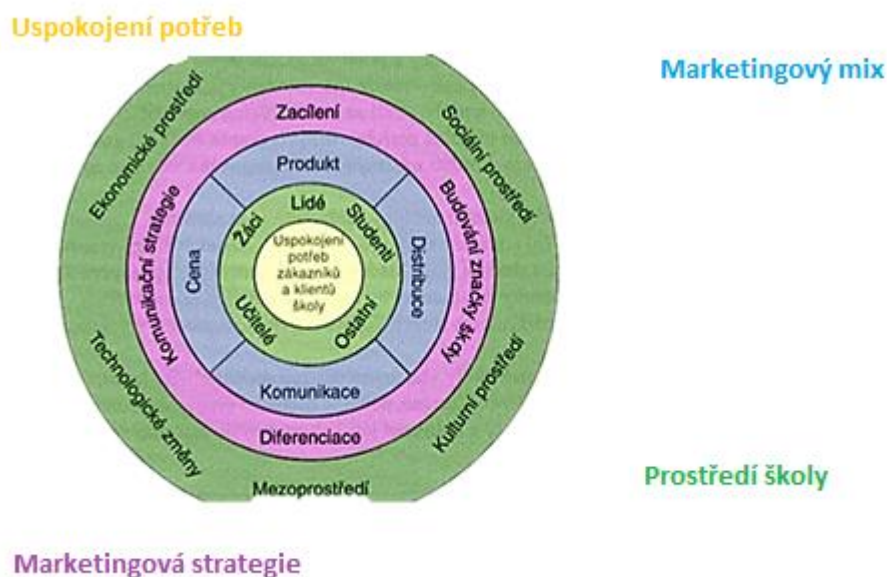 Uspokojení potřeb
Marketingový mix
Ekonomické prostředí
Sociální prostředí
Zacílení
Produkt
Lidé
Žáci
Studenti
Komunikační strategie
Cena
Uspokojení
potřeb
zákazníků
a klientů
školy
Distribuce
Budování značky školy
Učitelé
Ostatní
Komunikace
Diferenciace
Technologické změny
Kulturní prostředí
Mezoprostředí
Prostředí školy
Marketingová strategie